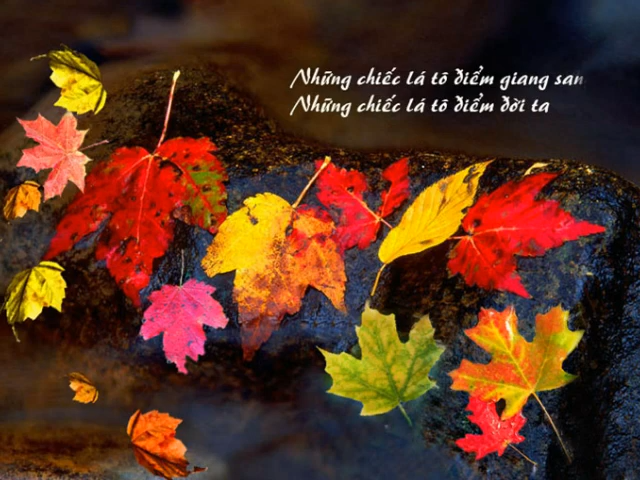 Những chiếc lá tô điểm giang san
Những chiếc lá tô điểm đời ta